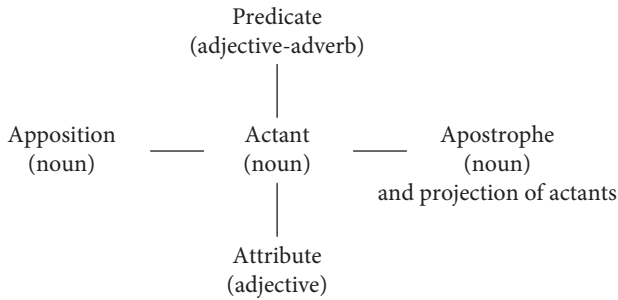 Predicate
(adjective-adverb)
Apposition Actant Apostrophe
(noun) (noun) (noun)
and projection of actants
Attribute
(adjective)